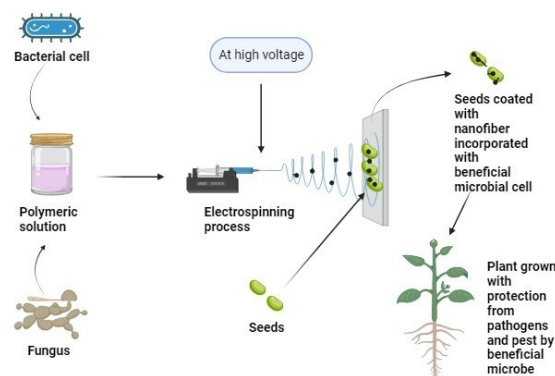 Bacterial cell
At high voltage
Polymeric
solution
Electrospinning
process
Seeds coated
with
nanofiber
incorporated
with
beneficial
microbial cell
Fungus
Seeds
Plant grown
with
protection
from
pathogens
and pest by
beneficial
microbe